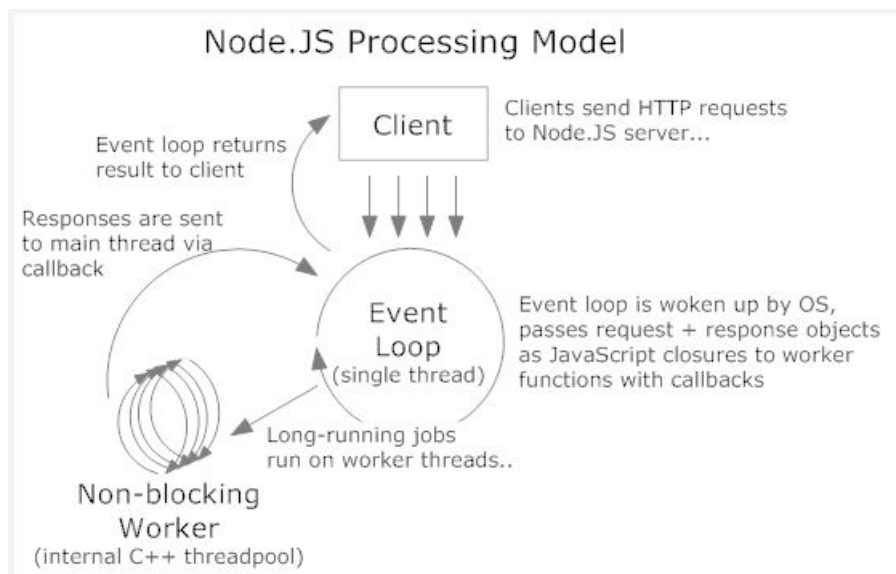 Node.JS Processing Model
Client
Clients send HTTP requests
to Node.JS server...
Event loop returns
result to client
Responses are sent
to main thread via
callback
Event
Loop
(single thread)
Event loop is woken up by OS,
passes request + response objects
as JavaScript closures to worker
functions with callbacks
Long-running jobs
run on worker threads..
Non-blocking
Worker
(internal C++ threadpool)